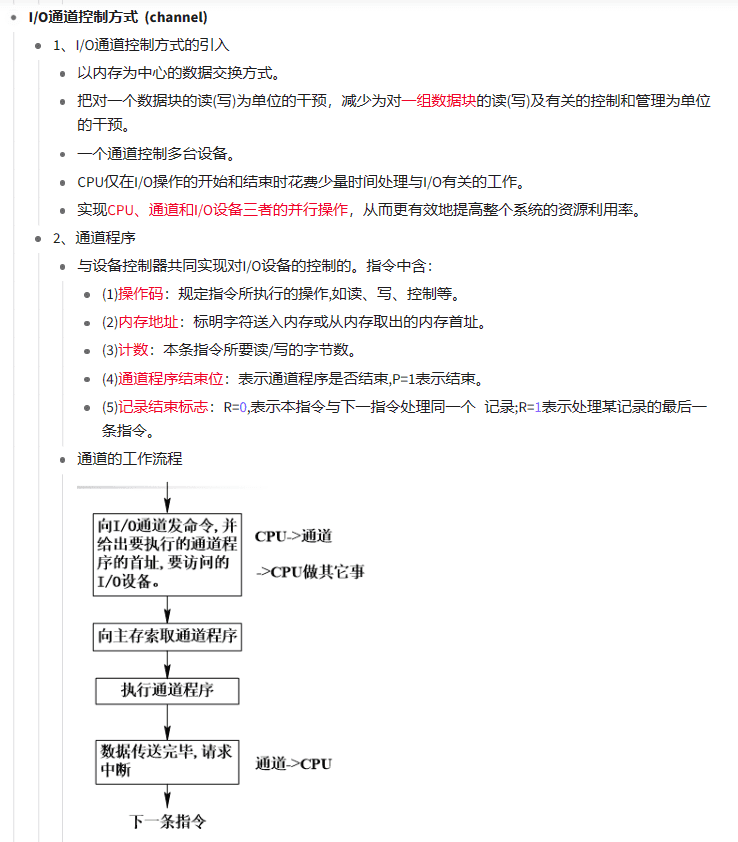 I/O通道控制方式 (channel)
1、I/O通道控制方式的引入
以内存为中心的数据交换方式。
把对一个数据块的读(写)为单位的干预，减少为对一组数据块的读(写)及有关的控制和管理为单位
的干预。
一个通道控制多台设备。
CPU仅在I/O操作的开始和结束时花费少量时间处理与I/O有关的工作。
实现CPU、通道和I/O设备三者的并行操作，从而更有效地提高整个系统的资源利用率。
2、通道程序
与设备控制器共同实现对I/O设备的控制的。指令中含：
(1)操作码：规定指令所执行的操作,如读、写、控制等。
(2)内存地址：标明字符送入内存或从内存取出的内存首址。
(3)计数：本条指令所要读/写的字节数。
(4)通道程序结束位：表示通道程序是否结束,P=1表示结束。
(5)记录结束标志：R=0,表示本指令与下一指令处理同一个 记录;R=1表示处理某记录的最后一
条指令。
通道的工作流程
向I/O通道发命令,并
给出要执行的通道程
序的首址,要访问的
I/O设备。
CPU->通道
->CPU做其它事
向主存索取通道程序
执行通道程序
数据传送完毕,请求
中断
通道->CPU
下一条指令